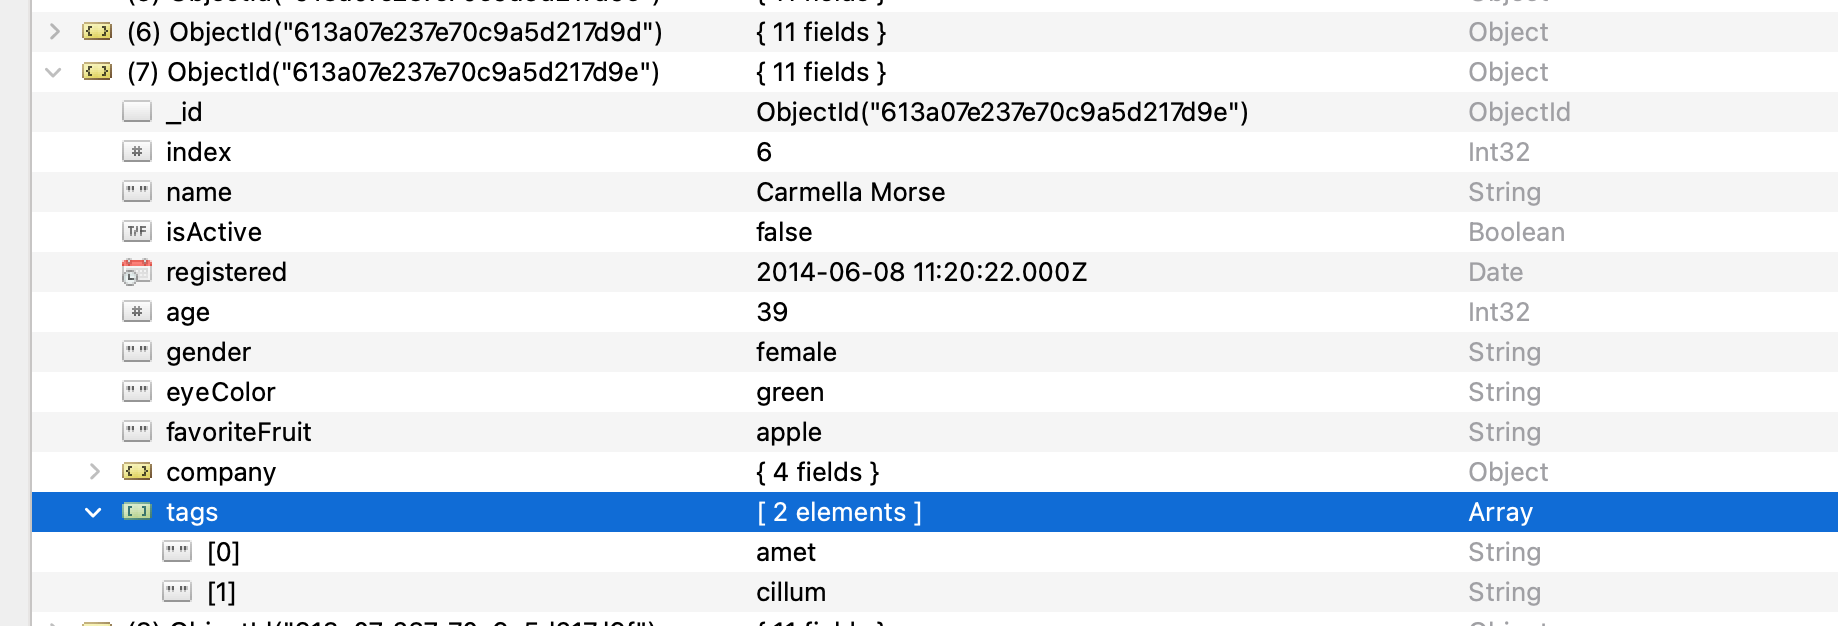 (6) ObjectId("613a07e237e70c9a5d217d9d") { 11 fields } Object
(7) ObjectId("613a07e237e70c9a5d217d9e") { 11 fields } Object
_id ObjectId("613a07e237e70c9a5d217d9e") ObjectId
# index 6 Int32
"" name Carmella Morse String
T/F isActive false Boolean
registered 2014-06-08 11:20:22.000Z Date
# age 39 Int32
"" gender female String
"" eyeColor green String
"" favoriteFruit apple String
{ } company { 4 fields } Object
[ ] tags [ 2 elements ] Array
"" [0] amet String
"" [1] cillum String